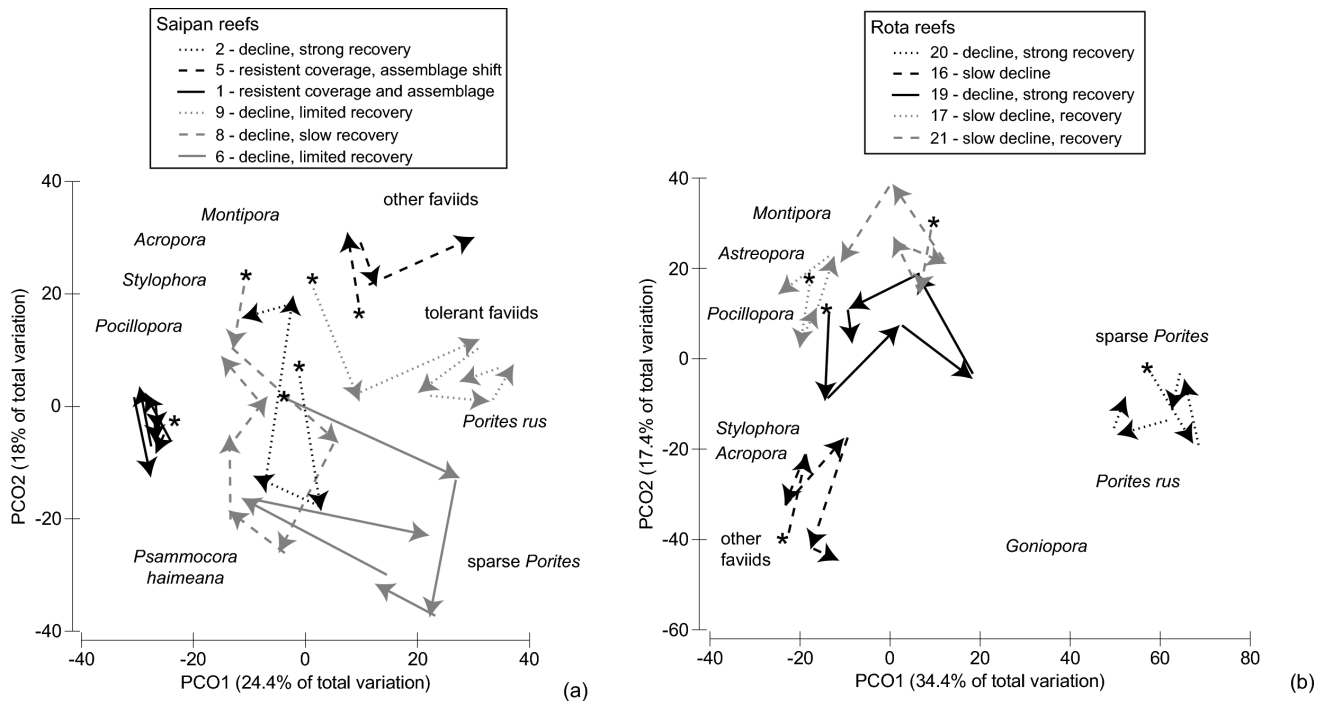 Saipan reefs
2 - decline, strong recovery
5 - resistent coverage, assemblage shift
1 - resistent coverage and assemblage
9 - decline, limited recovery
8 - decline, slow recovery
6 - decline, limited recovery
40
20
0
-20
-40
PCO2 (18% of total variation)
Montipora
other faviids
Acropora
Stylophora
tolerant faviids
Pocillopora
Porites rus
Psammocora
haimeana
sparse Porites
*
*
*
*
*
*
-40
-20
0
20
40
PCO1 (24.4% of total variation)
(a)
Rota reefs
20 - decline, strong recovery
16 - slow decline
19 - decline, strong recovery
17 - slow decline, recovery
21 - slow decline, recovery
40
20
0
-20
-40
-60
PCO2 (17.4% of total variation)
Montipora
Astreopora
Pocillopora
sparse Porites
Stylophora
Acropora
Porites rus
other
faviids
Goniopora
*
*
*
*
*
-40
-20
0
20
40
60
80
PCO1 (34.4% of total variation)
(b)